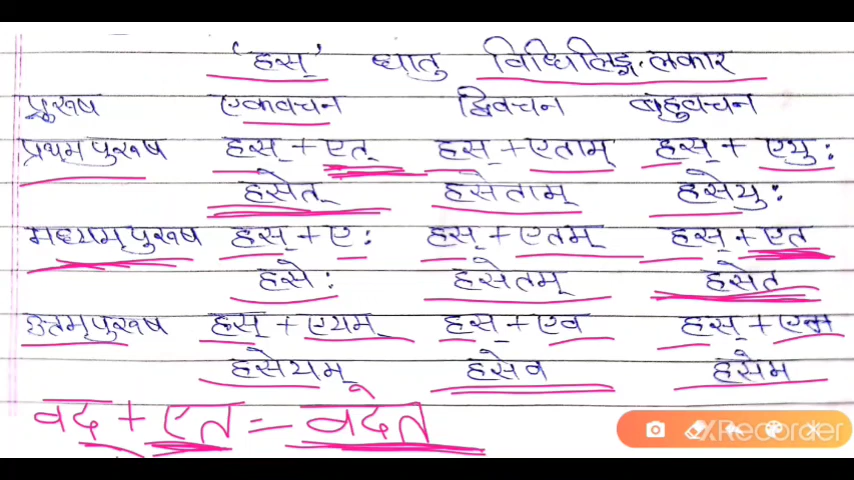 'हस्' धातु विधिलिङ्ग.लकार
पुरुष एकवचन द्विवचन बहुवचन
प्रथमपुरुष हस् + एत् हस् + एताम् हस् + एयु:
हसेत् हसेताम् हसेयु:
मध्यमपुरुष हस् + ए: हस् + एतम् हस् + एत
हसे: हसेतम् हसेत
उत्तमपुरुष हस् + एयम् हस् + एव हस् + एम
हसेयम् हसेव हसेम
वद + एत = वदेत
XRecorder